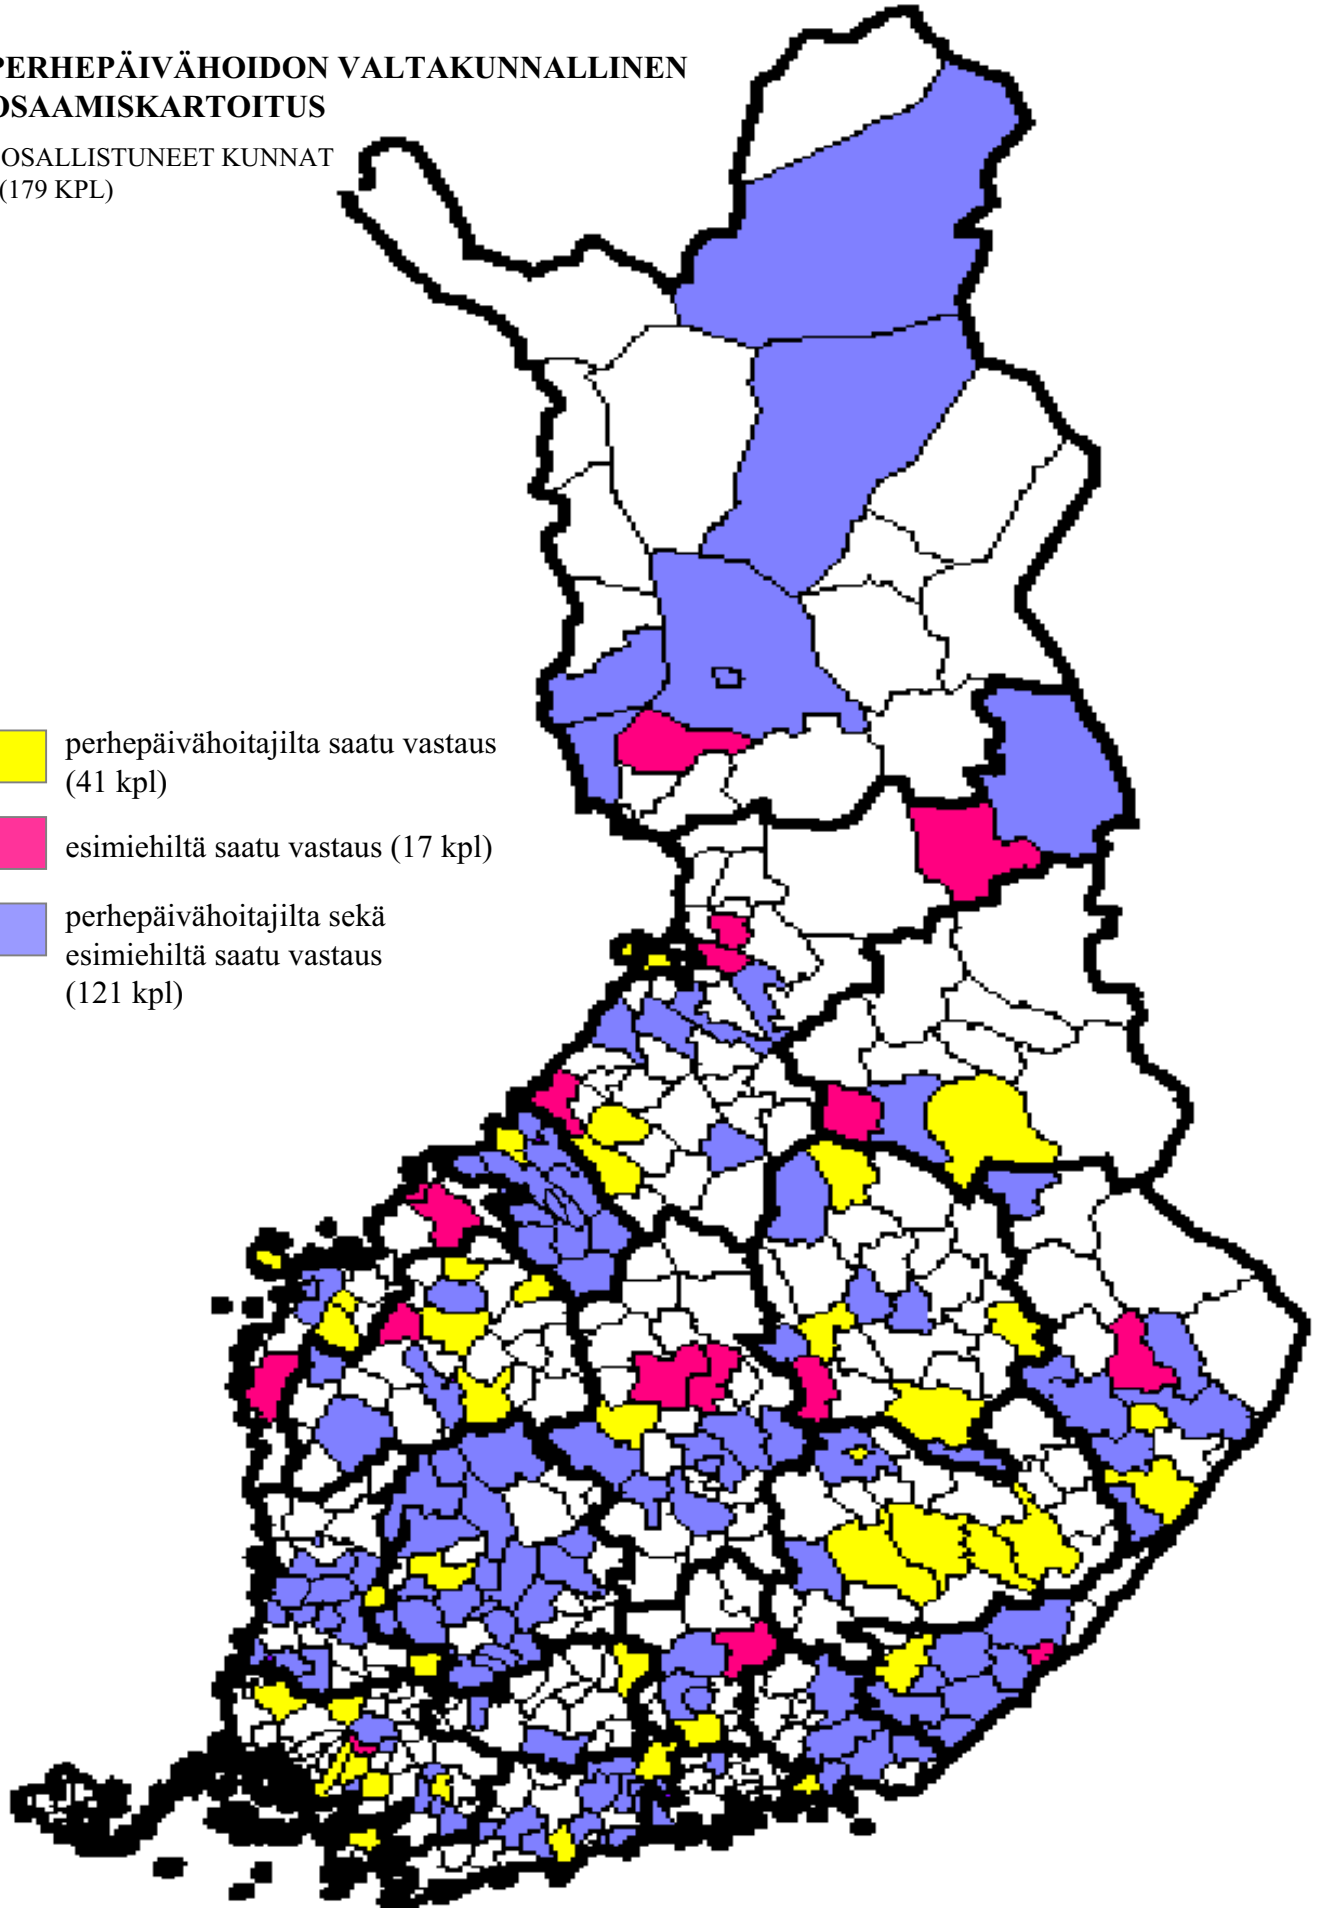 PERHEPÄIVÄHOIDON VALTAKUNNALLINEN
OSAAMISKARTOITUS
OSALLISTUNEET KUNNAT
(179 KPL)
perhepäivähoitajilta saatu vastaus
(41 kpl)
esimiehiltä saatu vastaus (17 kpl)
perhepäivähoitajilta sekä
esimiehiltä saatu vastaus
(121 kpl)